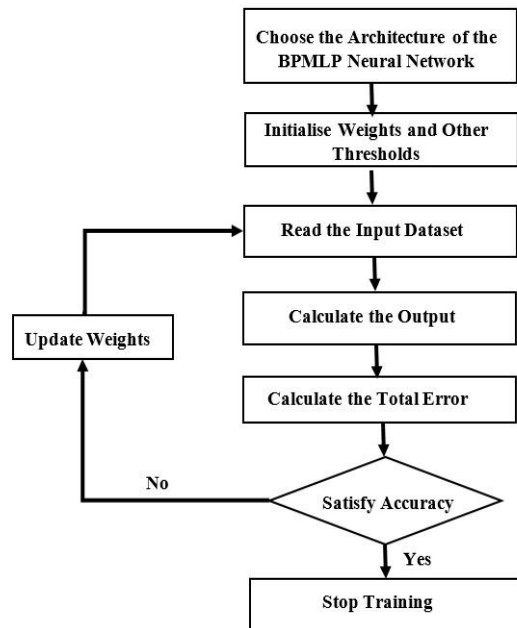 Choose the Architecture of the
BPMLP Neural Network
Initialise Weights and Other
Thresholds
Read the Input Dataset
Calculate the Output
Update Weights
Calculate the Total Error
No
Satisfy Accuracy
Yes
Stop Training